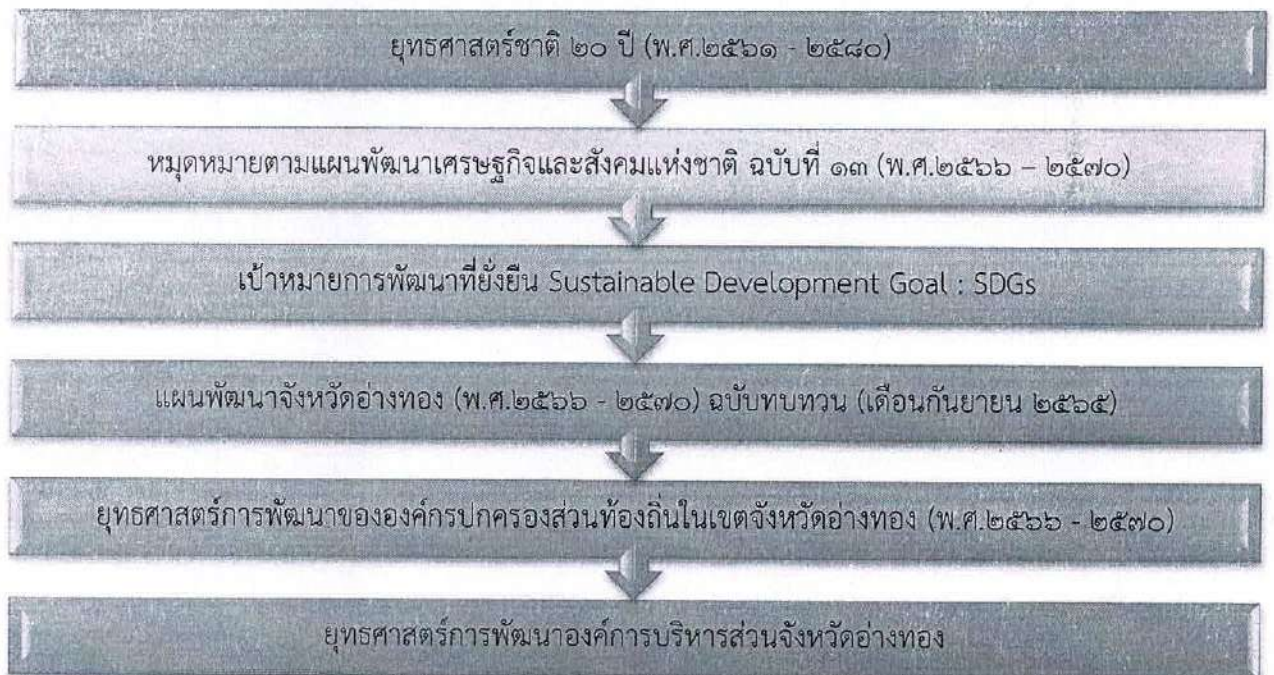 ยุทธศาสตร์ชาติ ๒๐ ปี (พ.ศ.๒๕๖๑ - ๒๕๘๐)
หมุดหมายตามแผนพัฒนาเศรษฐกิจและสังคมแห่งชาติ ฉบับที่ ๑๓ (พ.ศ.๒๕๖๖ – ๒๕๗๐)
เป้าหมายการพัฒนาที่ยั่งยืน Sustainable Development Goal : SDGs
แผนพัฒนาจังหวัดอ่างทอง (พ.ศ.๒๕๖๖ - ๒๕๗๐) ฉบับทบทวน (เดือนกันยายน ๒๕๖๕)
ยุทธศาสตร์การพัฒนาขององค์กรปกครองส่วนท้องถิ่นในเขตจังหวัดอ่างทอง (พ.ศ.๒๕๖๖ - ๒๕๗๐)
ยุทธศาสตร์การพัฒนาองค์การบริหารส่วนจังหวัดอ่างทอง